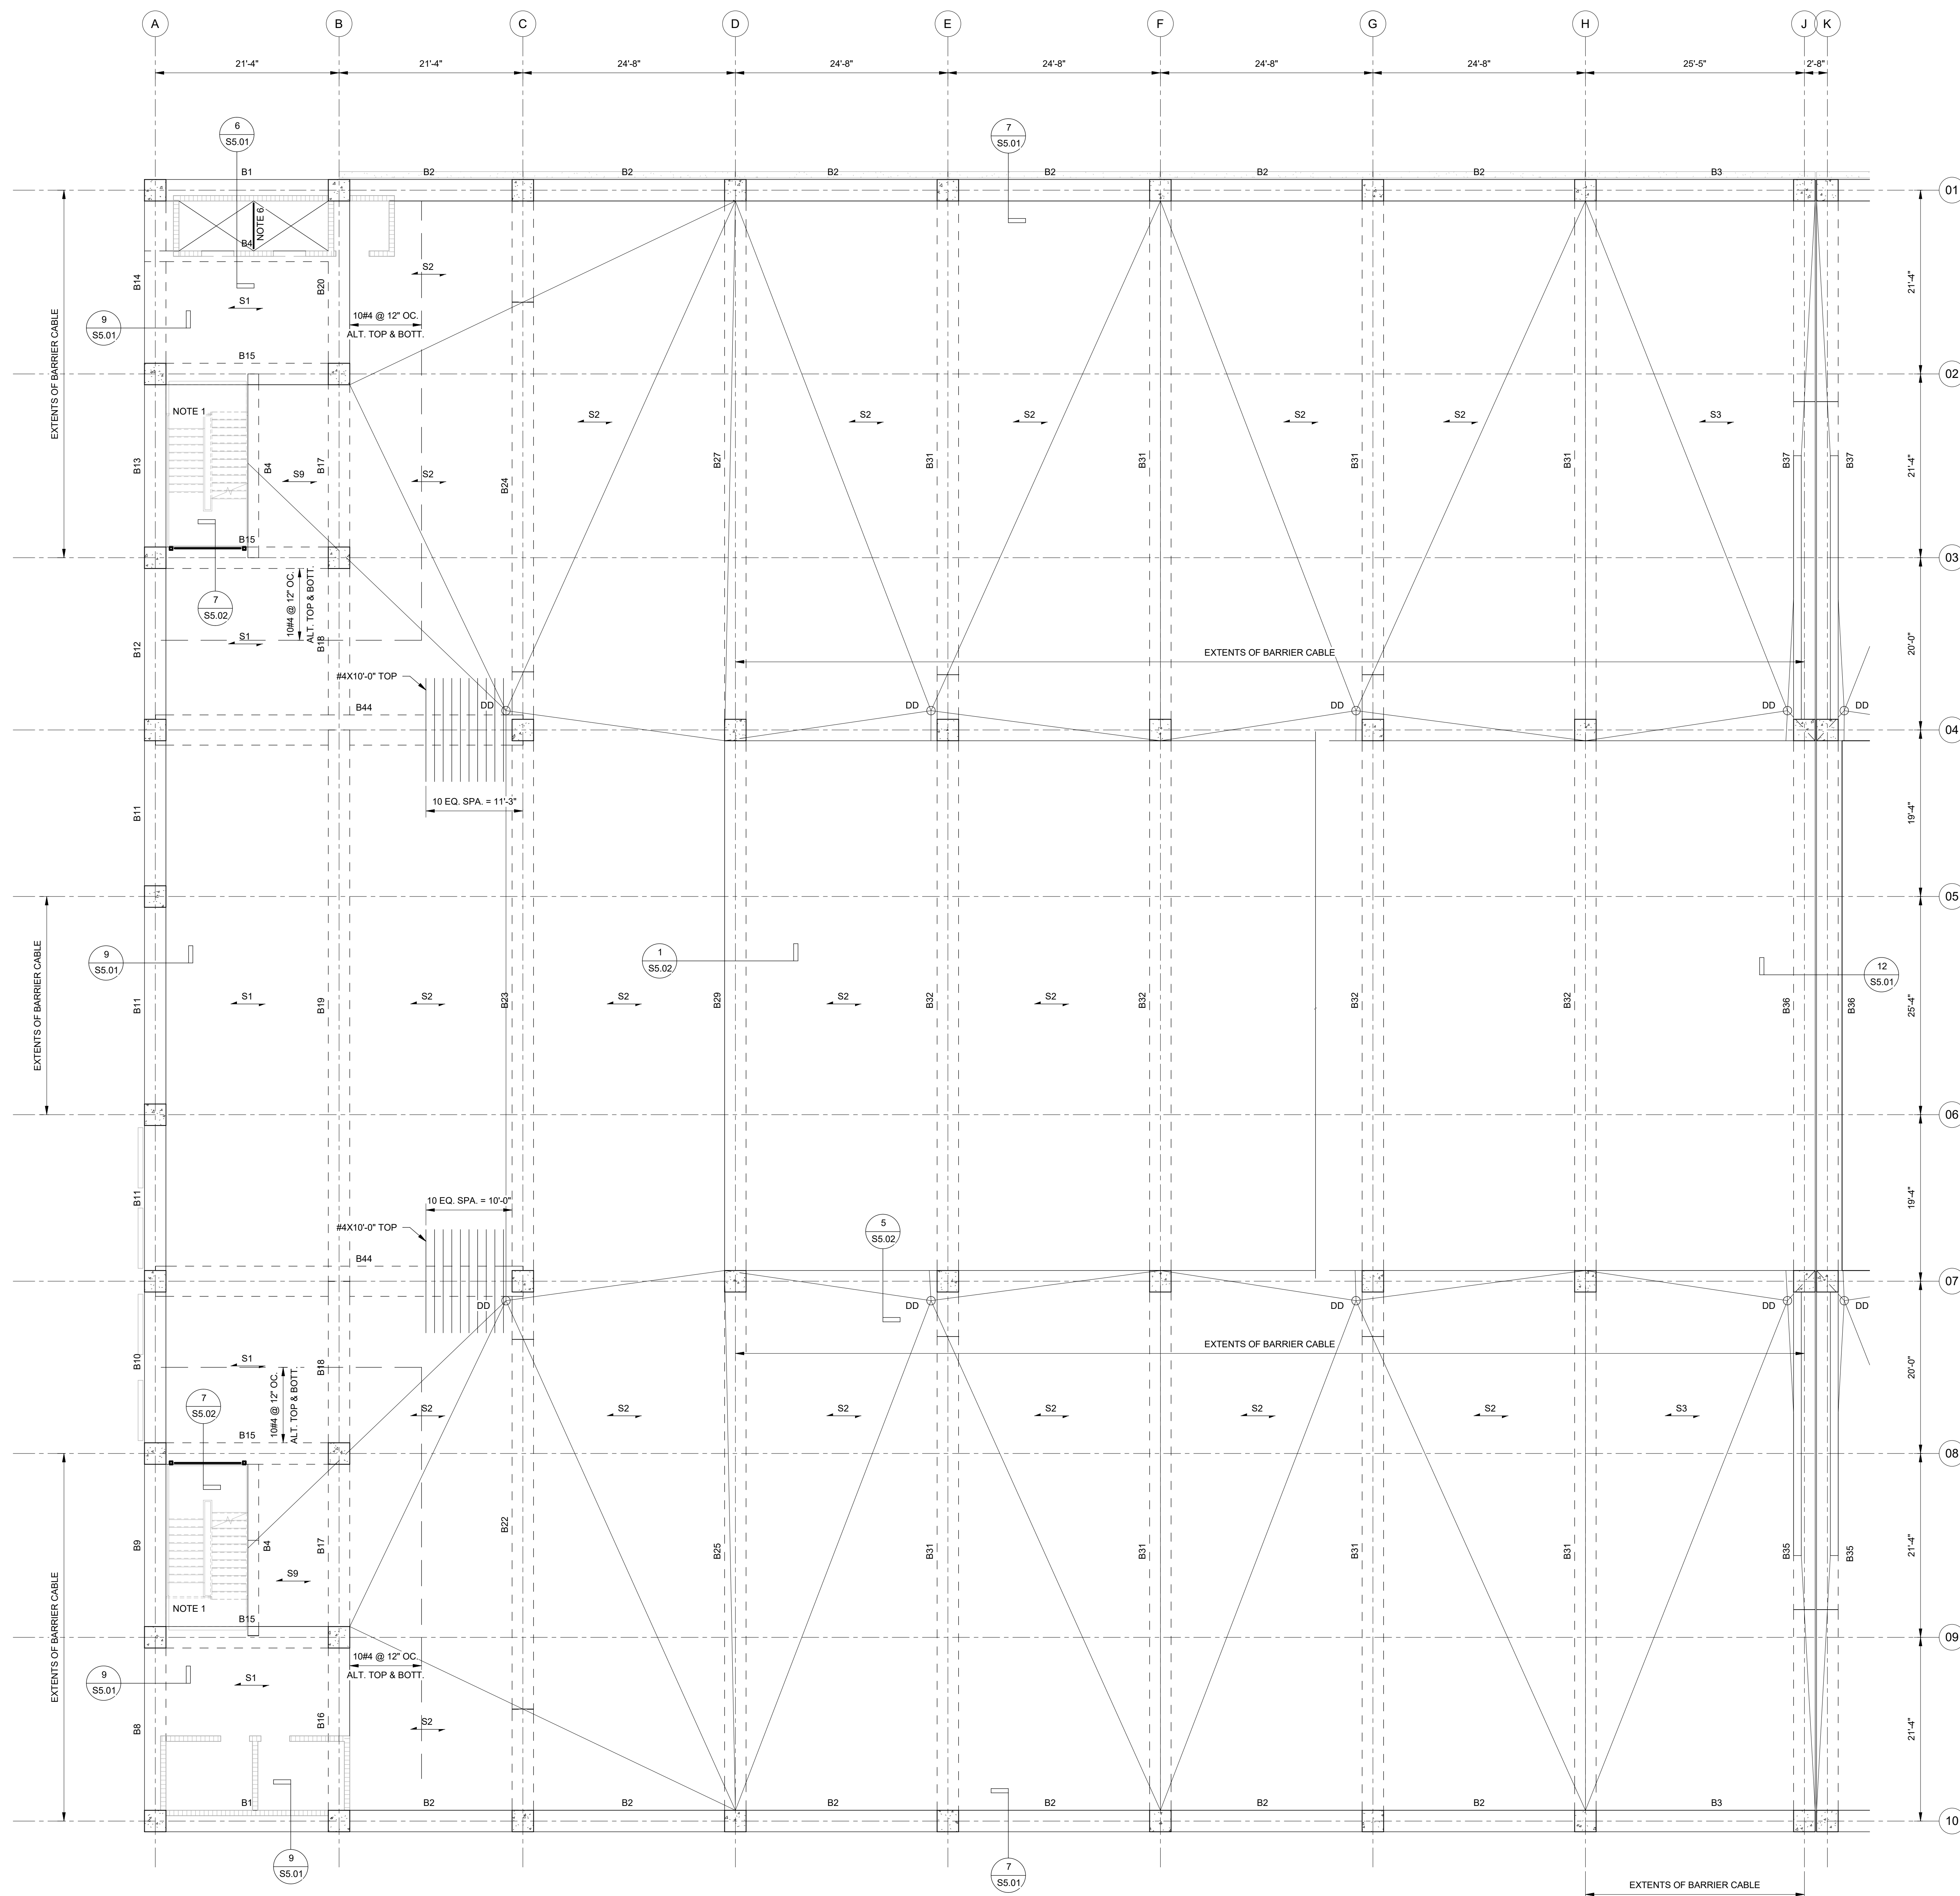 A B C D E F G H J K
21'-4" 21'-4" 24'-8" 24'-8" 24'-8" 24'-8" 24'-8" 25'-5" 2'-8"
6
S5.01
7
S5.01
B1 B2 B2 B2 B2 B2 B2 B3
01
NOTE 6
B4
S2
B14
B20
S1
21'-4"
9
S5.01
10#4 @ 12" OC.
ALT. TOP & BOTT.
EXTENTS OF BARRIER CABLE
B15
02
NOTE 1
S2 S2 S2 S2 S2 S3
B13 B4 B17 B24 B27 B31 B31 B31 B31 B37 B37
S9 S2
21'-4"
B15
03
7
S5.02
10#4 @ 12" OC.
ALT. TOP & BOTT.
S1
B12
B18
20'-0"
EXTENTS OF BARRIER CABLE
#4X10'-0" TOP
B44
DD DD DD DD DD
04
10 EQ. SPA. = 11'-3"
B11
19'-4"
05
EXTENTS OF BARRIER CABLE
9
S5.01
1
S5.02
12
S5.01
S1 S2 S2 S2 S2
B11 B19 B23 B29 B32 B32 B32 B32 B36 B36
25'-4"
06
B11
19'-4"
10 EQ. SPA. = 10'-0"
#4X10'-0" TOP
5
S5.02
B44
07
DD DD DD DD DD
EXTENTS OF BARRIER CABLE
S1
B10
B18
10#4 @ 12" OC.
ALT. TOP & BOTT.
20'-0"
7
S5.02
S2 S2 S2 S2 S2 S2 S3
B15
08
B9 B4 B17 B22 B25 B31 B31 B31 B31 B35 B35
S9
21'-4"
NOTE 1
B15
09
EXTENTS OF BARRIER CABLE
10#4 @ 12" OC.
ALT. TOP & BOTT.
9
S5.01
S1
S2
B8
B16
21'-4"
B1 B2 B2 B2 B2 B2 B2 B3
10
9
S5.01
7
S5.01
EXTENTS OF BARRIER CABLE